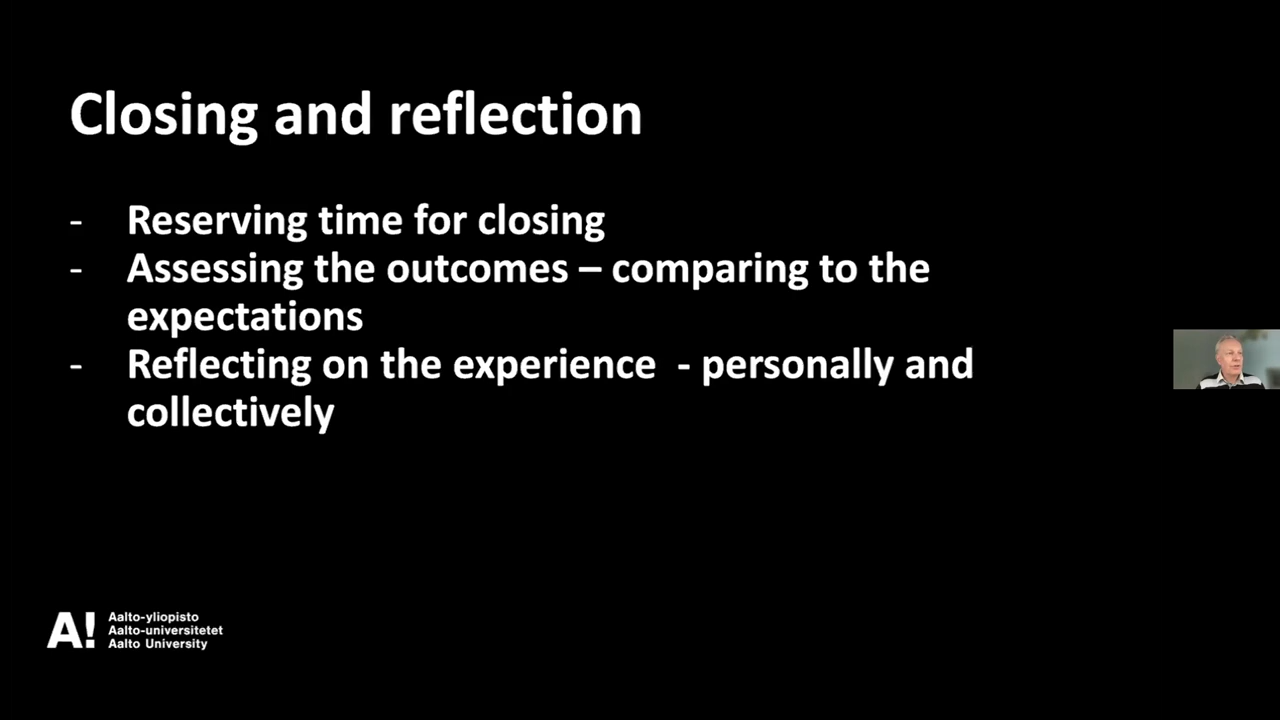 Closing and reflection
- Reserving time for closing
- Assessing the outcomes – comparing to the
expectations
- Reflecting on the experience  - personally and
collectively
A!
Aalto-yliopisto
Aalto-universitetet
Aalto University